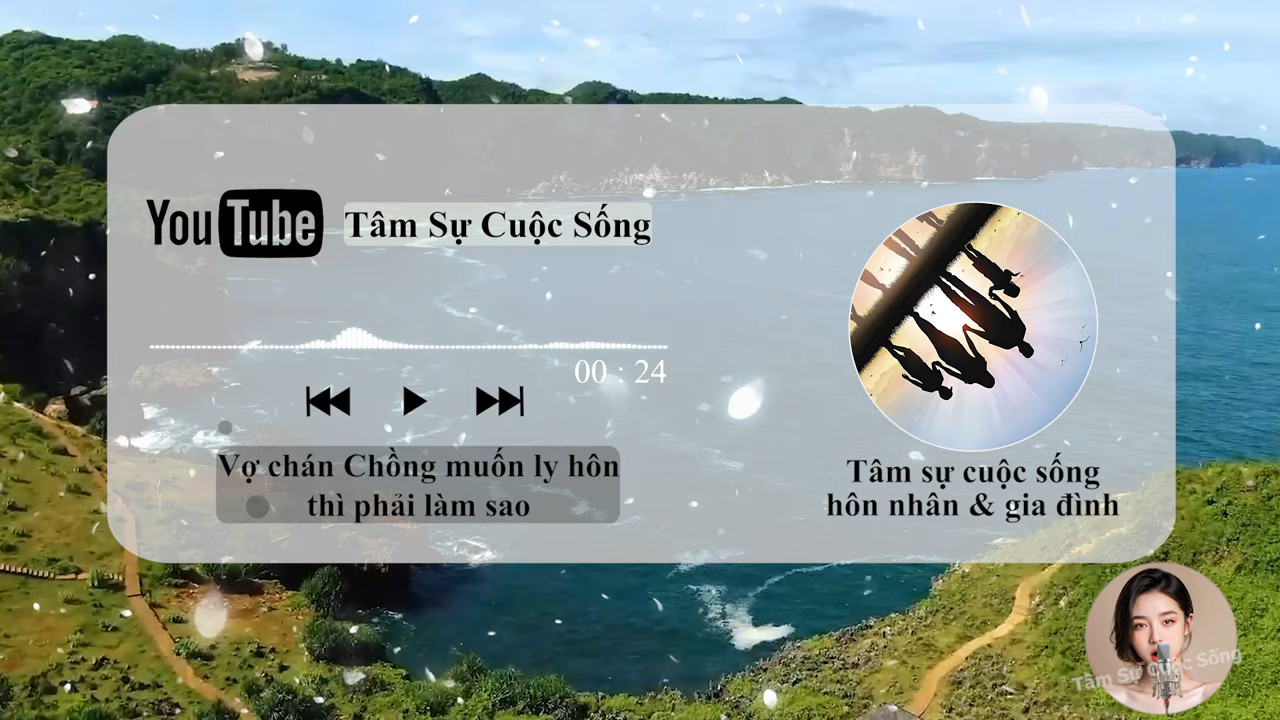 YouTube Tâm Sự Cuộc Sống
00 : 24
Vợ chán Chồng muốn ly hôn
thì phải làm sao
Tâm sự cuộc sống
hôn nhân & gia đình
Tâm Sự Cuộc Sống